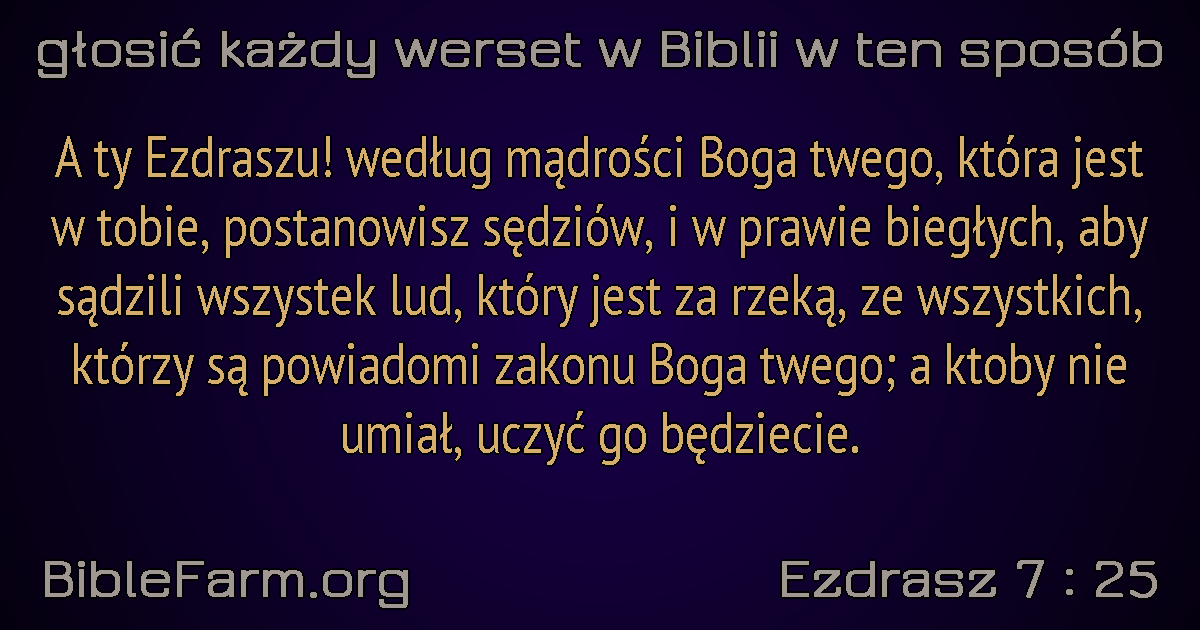 głosić każdy werset w Biblii w ten sposób
A ty Ezdraszu! według mądrości Boga twego, która jest
w tobie, postanowisz sędziów, i w prawie biegłych, aby
sądzili wszystek lud, który jest za rzeką, ze wszystkich,
którzy są powiadomi zakonu Boga twego; a ktoby nie
umiał, uczyć go będziecie.
BibleFarm.org
Ezdrasz 7 : 25